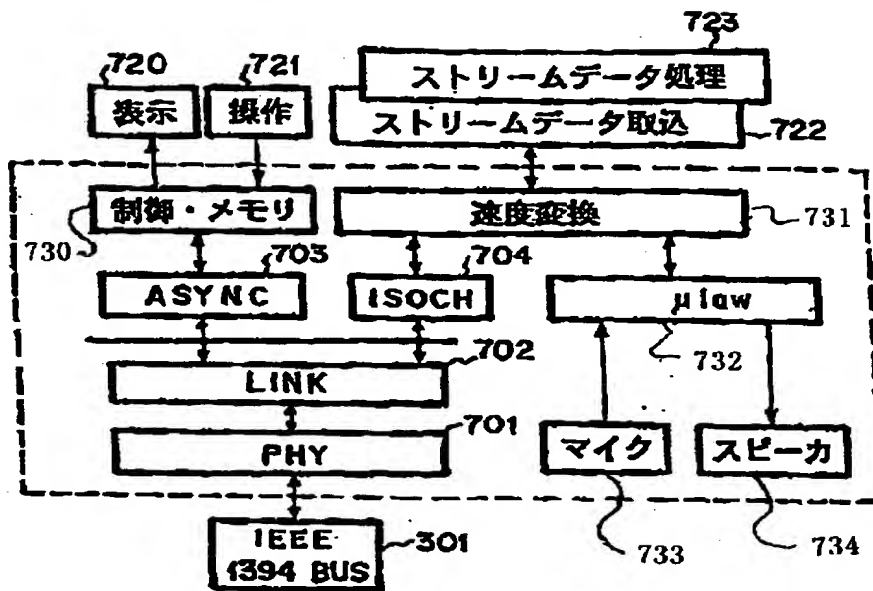 723
720
721
ストリームデータ処理
表示
操作
ストリームデータ取込
722
制御・メモリ
速度変換
731
730
703
704
ASYNC
ISOCH
μlaw
702
732
LINK
701
PHY
マイク
スピーカ
IEEE
1394 BUS
301
733
734